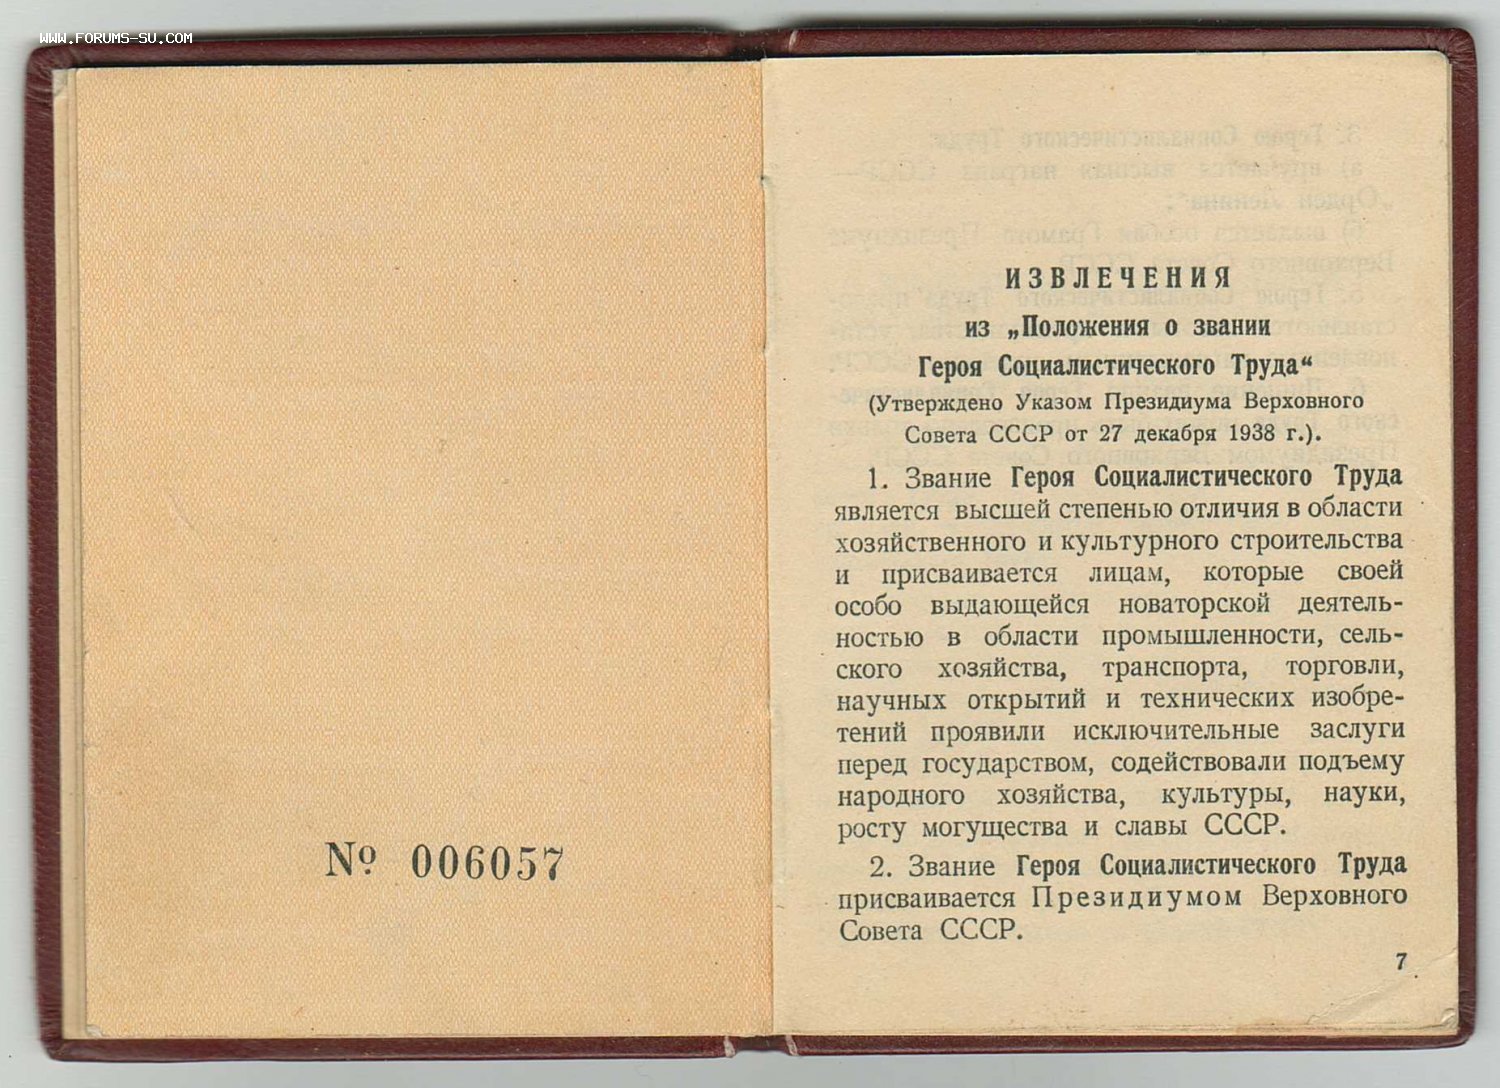 WWW.FORUMS-SU.COM
№ 006057
ИЗВЛЕЧЕНИЯ
из „Положения о звании
Героя Социалистического Труда“
(Утверждено Указом Президиума Верховного
Совета СССР от 27 декабря 1938 г.).
1. Звание Героя Социалистического Труда
является высшей степенью отличия в области
хозяйственного и культурного строительства
и присваивается лицам, которые своей
особо выдающейся новаторской деятель-
ностью в области промышленности, сель-
ского хозяйства, транспорта, торговли,
научных открытий и технических изобре-
тений проявили исключительные заслуги
перед государством, содействовали подъему
народного хозяйства, культуры, науки,
росту могущества и славы СССР.
2. Звание Героя Социалистического Труда
присваивается Президиумом Верховного
Совета СССР.
7